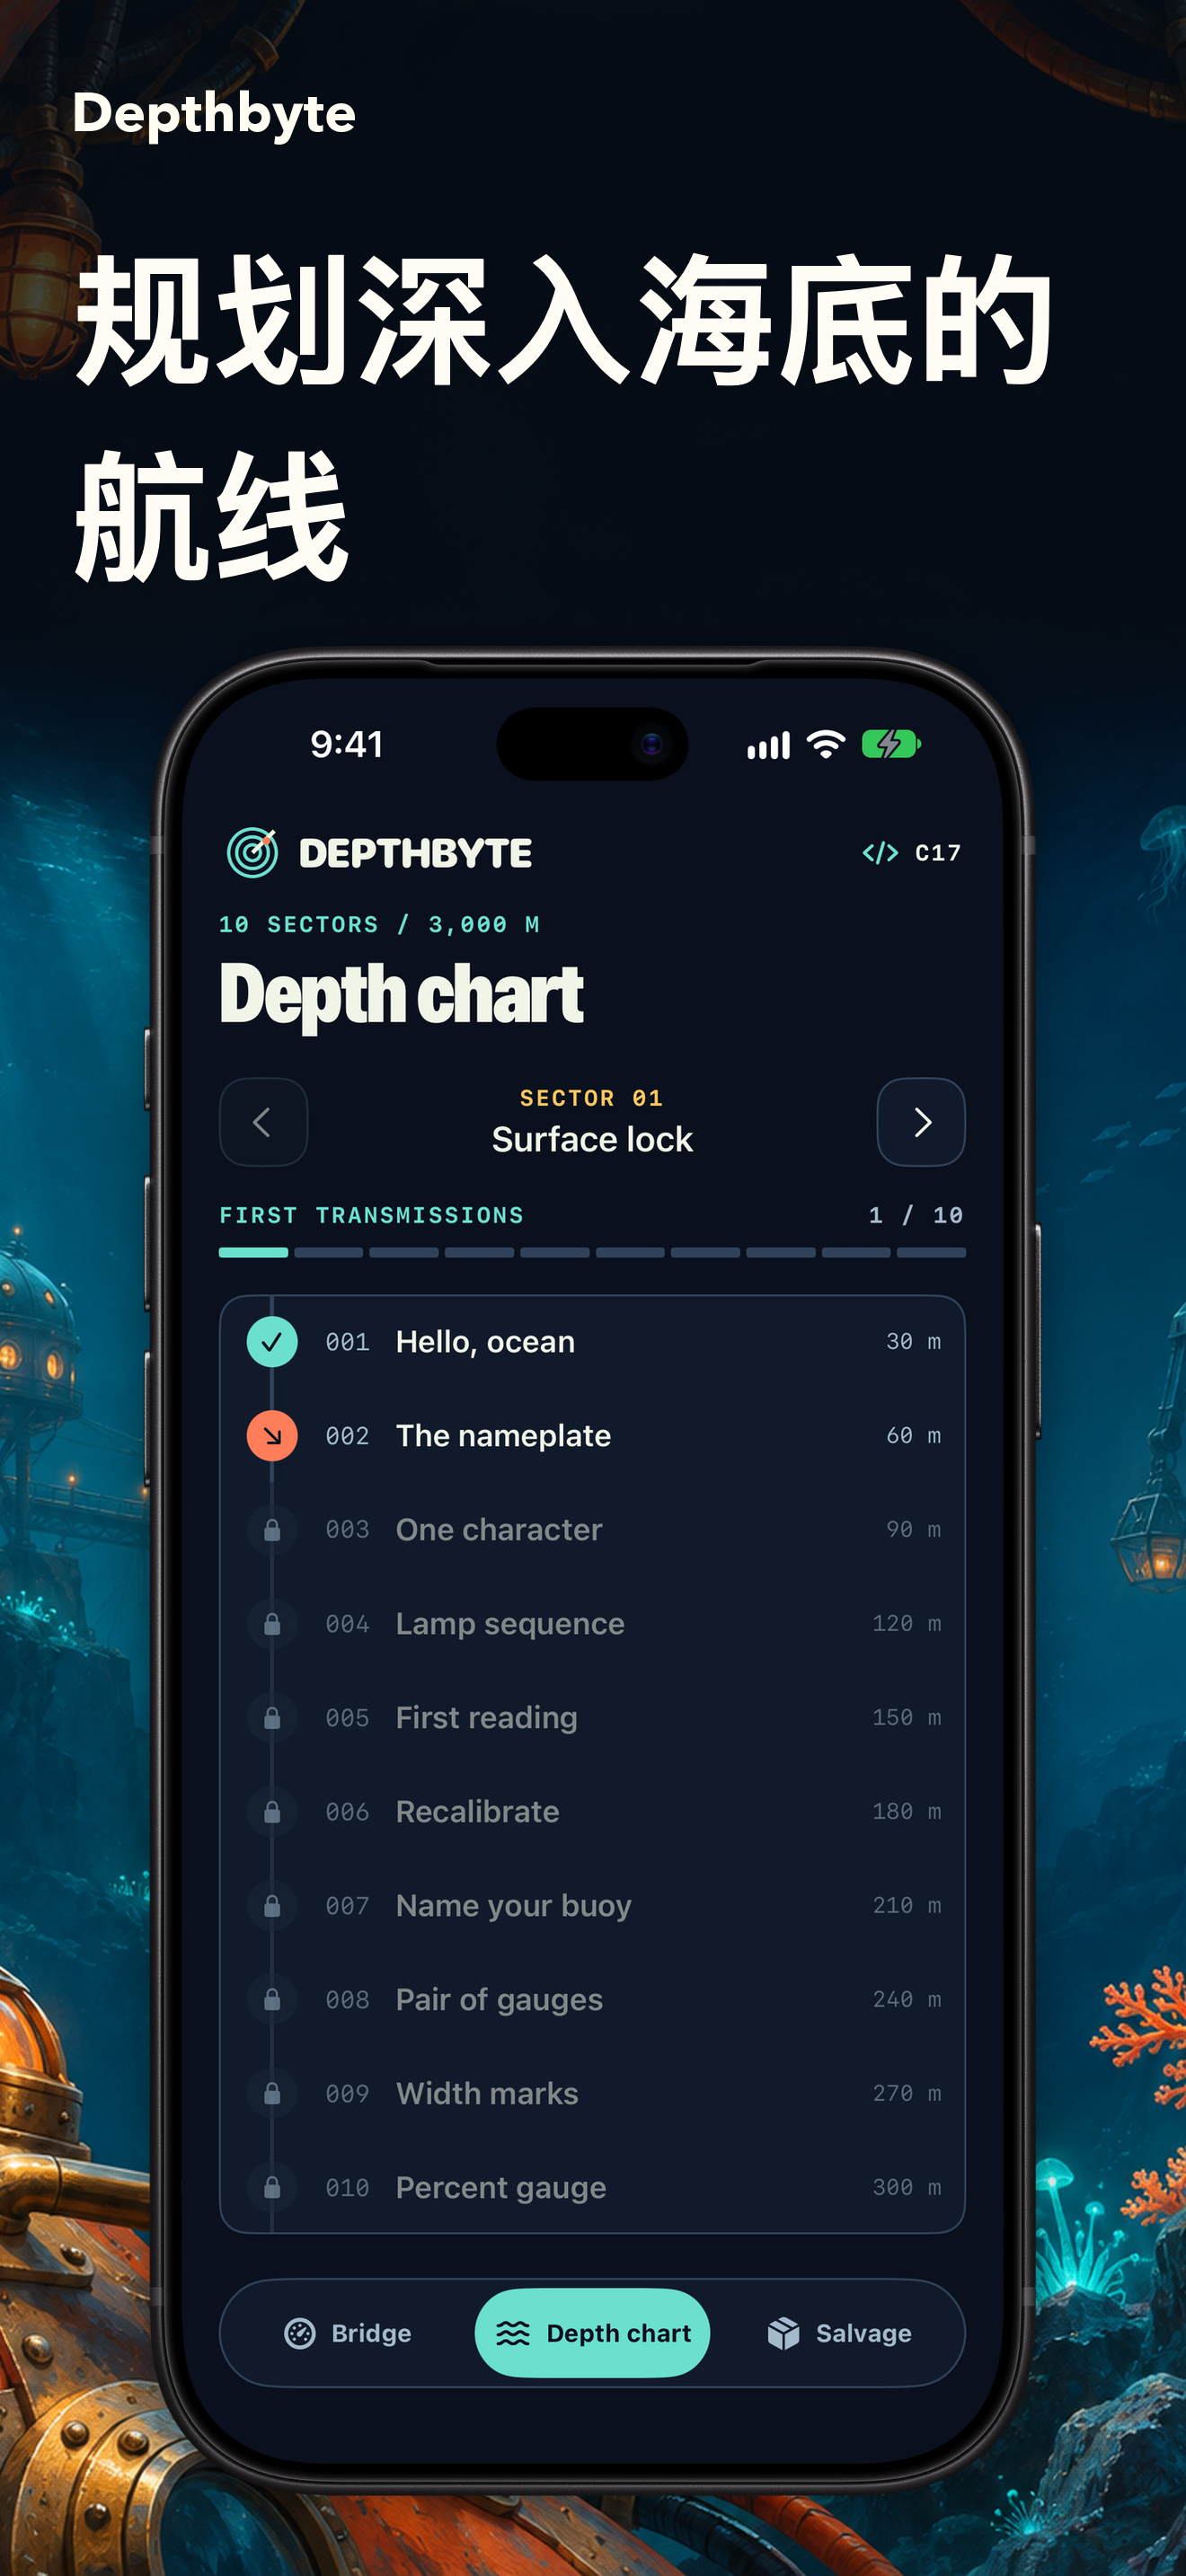 Depthbyte
规划深入海底的
航线
9:41
DEPTHBYTE
</> C17
10 SECTORS / 3,000 M
Depth chart
SECTOR 01
Surface lock
FIRST TRANSMISSIONS 1 / 10
001 Hello, ocean 30 m
002 The nameplate 60 m
003 One character 90 m
004 Lamp sequence 120 m
005 First reading 150 m
006 Recalibrate 180 m
007 Name your buoy 210 m
008 Pair of gauges 240 m
009 Width marks 270 m
010 Percent gauge 300 m
Bridge Depth chart Salvage